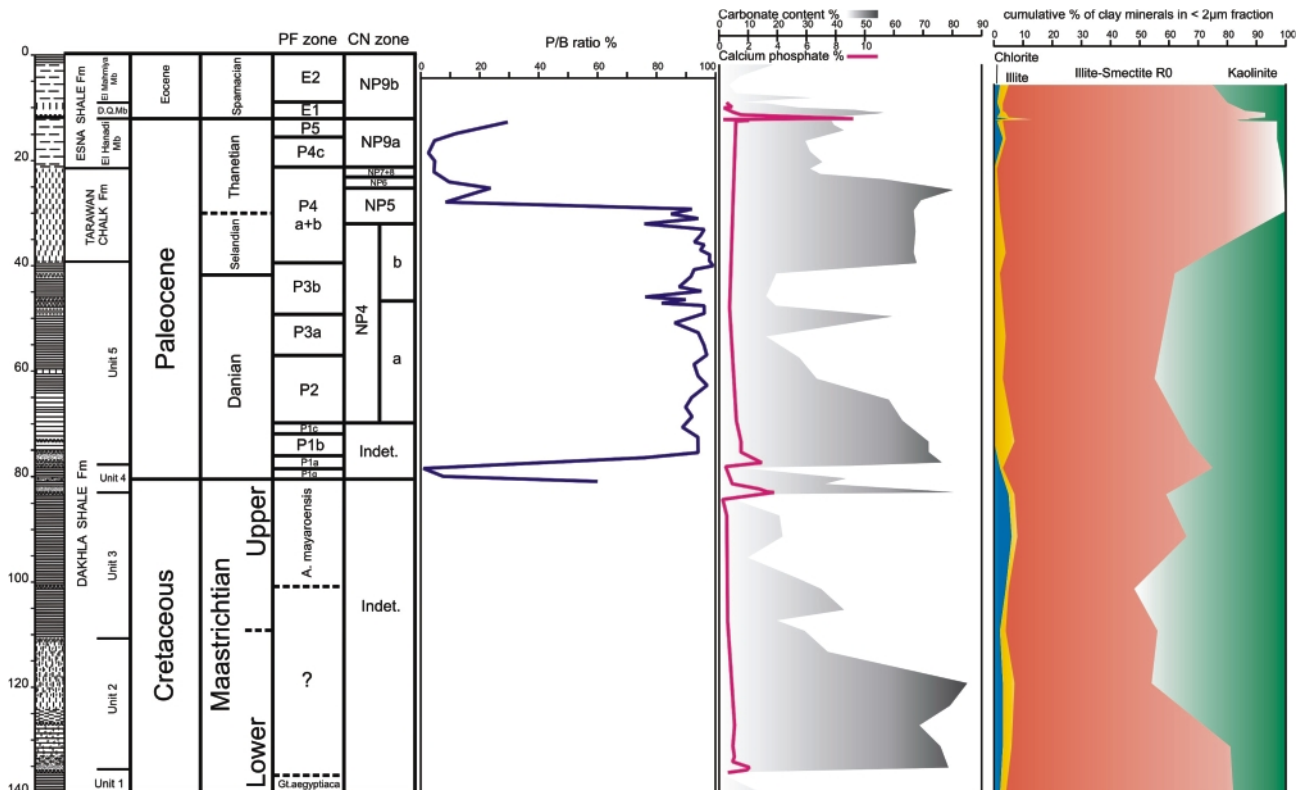 Carbonate content %
0 10 20 30 40 50 60 70 80 90
0 2 4 6 8 10
Calcium phosphate %
cumulative % of clay minerals in < 2µm fraction
0 10 20 30 40 50 60 70 80 90 100
Chlorite
Illite
Illite-Smectite R0
Kaolinite
PF zone
CN zone
P/B ratio %
0 20 40 60 80 100
0
20
40
60
80
100
120
140
ESNA SHALE Fm
El Mahmiya Mb
D.Q.Mb
El Hanadi Mb
TARAWAN CHALK Fm
DAKHLA SHALE Fm
Unit 5
Unit 4
Unit 3
Unit 2
Unit 1
Eocene
Paleocene
Cretaceous
Sparnacian
Thanetian
Selandian
Danian
Maastrichtian
Upper
Lower
E2
E1
P5
P4c
P4
a+b
P3b
P3a
P2
P1c
P1b
P1a
P1α
A. mayaroensis
?
Gt.aegyptiaca
NP9b
NP9a
NP7+8
NP6
NP5
NP4
b
a
Indet.
Indet.